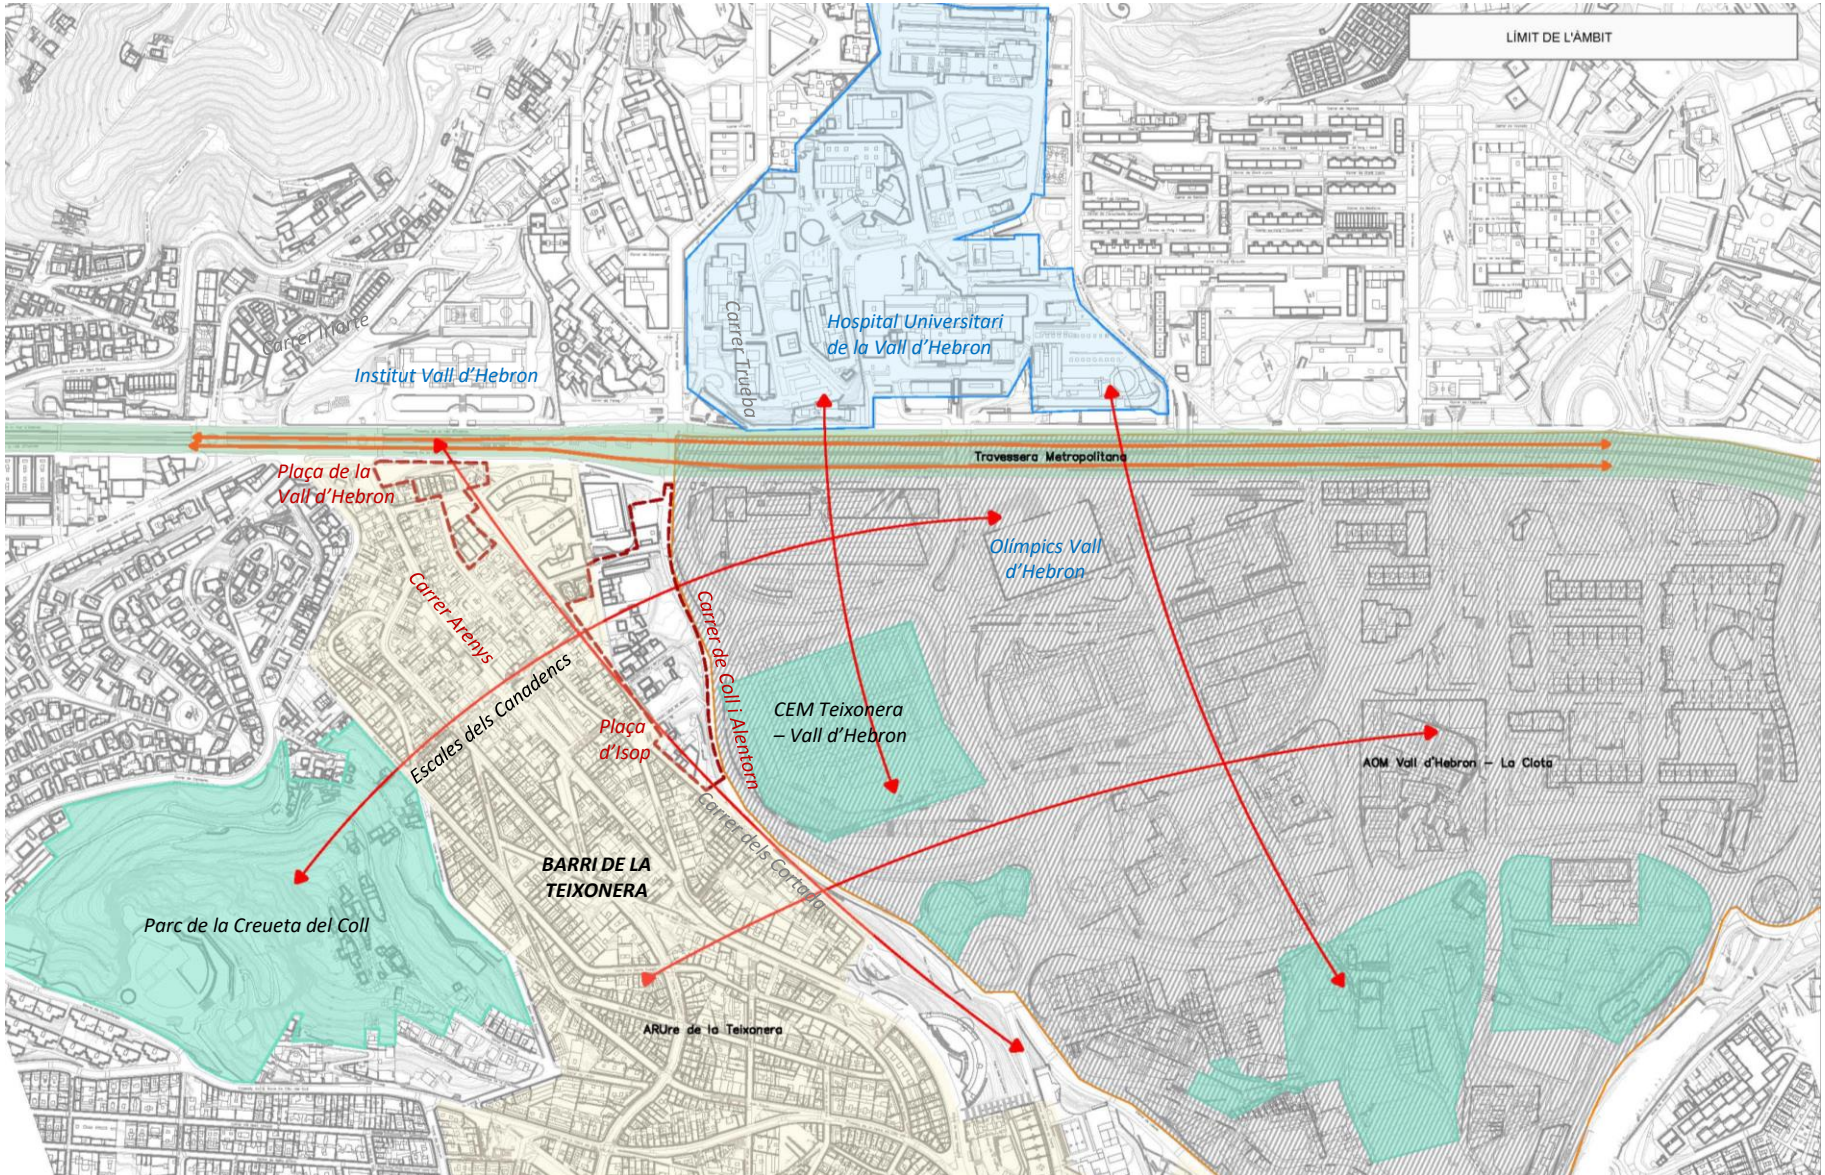 LÍMIT DE L'ÀMBIT
Carrer Iriarte
Carrer Trueba
Hospital Universitari
de la Vall d'Hebron
Institut Vall d'Hebron
Travessera Metropolitana
Plaça de la
Vall d'Hebron
Olímpics Vall
d'Hebron
Carrer Arenys
Carrer de Coll i Alentorn
Escales dels Canadencs
Plaça
d'Isop
CEM Teixonera
– Vall d'Hebron
AOM Vall d'Hebron – La Clota
Carrer dels Cortada
BARRI DE LA
TEIXONERA
Parc de la Creueta del Coll
ARUre de la Teixonera